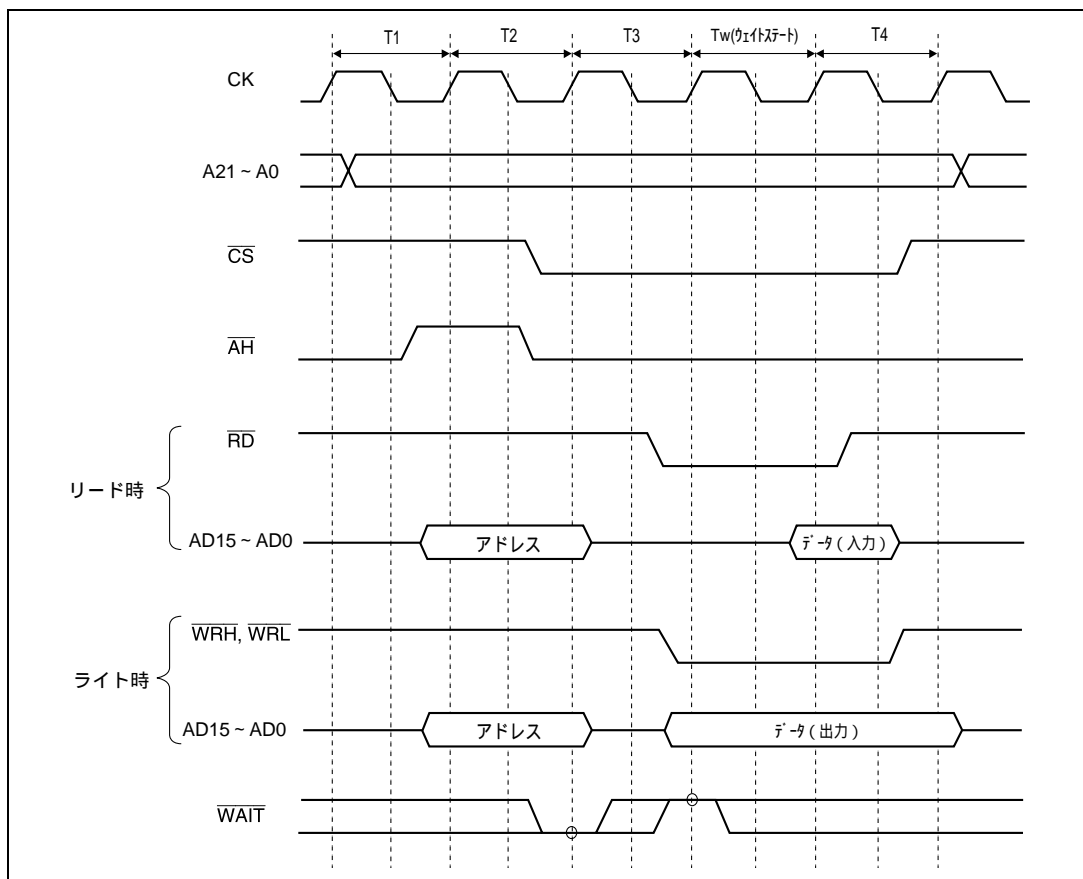 T1 T2 T3 Tw(ｳｪｲﾄｽﾃｰﾄ) T4
CK
A21 ~ A0
CS
AH
リード時
RD
AD15 ~ AD0 アドレス ﾃﾞｰﾀ ( 入力 )
ライト時
WRH, WRL
AD15 ~ AD0 アドレス ﾃﾞｰﾀ ( 出力 )
WAIT